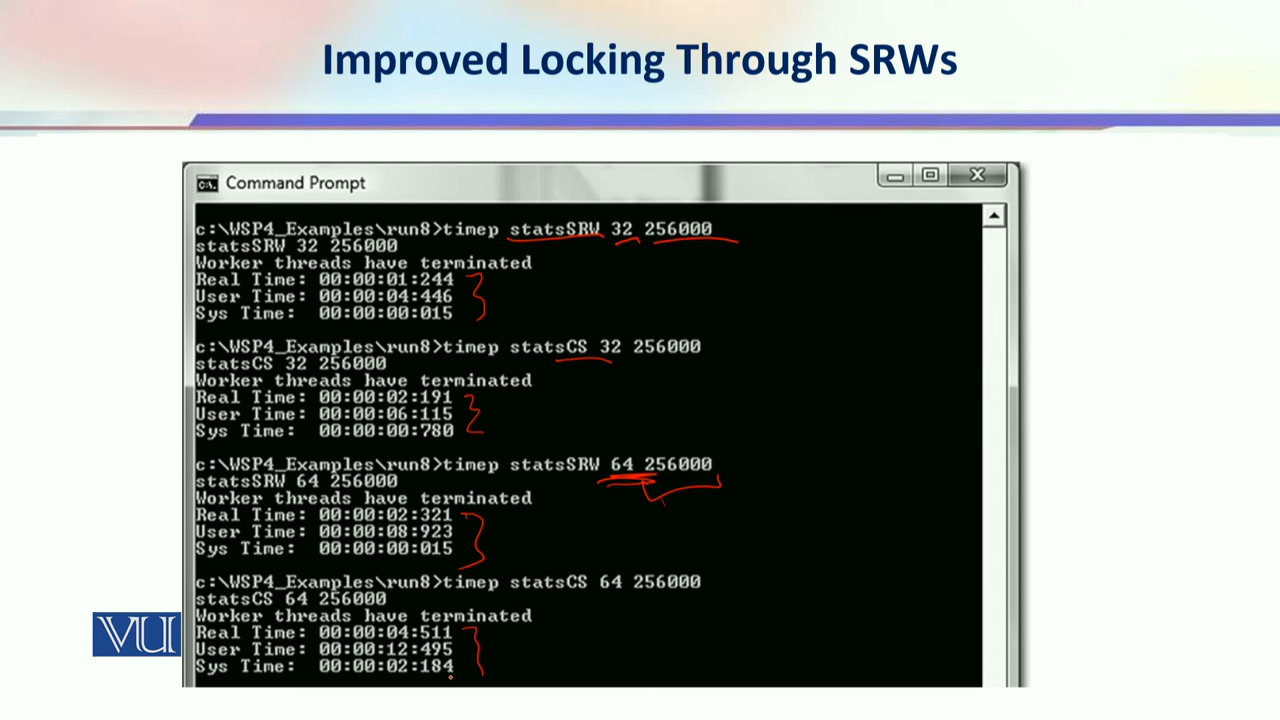 Improved Locking Through SRWs
Command Prompt
c:\WSP4_Examples\run8>timep statsSRW 32 256000
statsSRW 32 256000
Worker threads have terminated
Real Time: 00:00:01:244
User Time: 00:00:04:446
Sys Time:  00:00:00:015
c:\WSP4_Examples\run8>timep statsCS 32 256000
statsCS 32 256000
Worker threads have terminated
Real Time: 00:00:02:191
User Time: 00:00:06:115
Sys Time:  00:00:00:780
c:\WSP4_Examples\run8>timep statsSRW 64 256000
statsSRW 64 256000
Worker threads have terminated
Real Time: 00:00:02:321
User Time: 00:00:08:923
Sys Time:  00:00:00:015
c:\WSP4_Examples\run8>timep statsCS 64 256000
statsCS 64 256000
Worker threads have terminated
Real Time: 00:00:04:511
User Time: 00:00:12:495
Sys Time:  00:00:02:184
VU